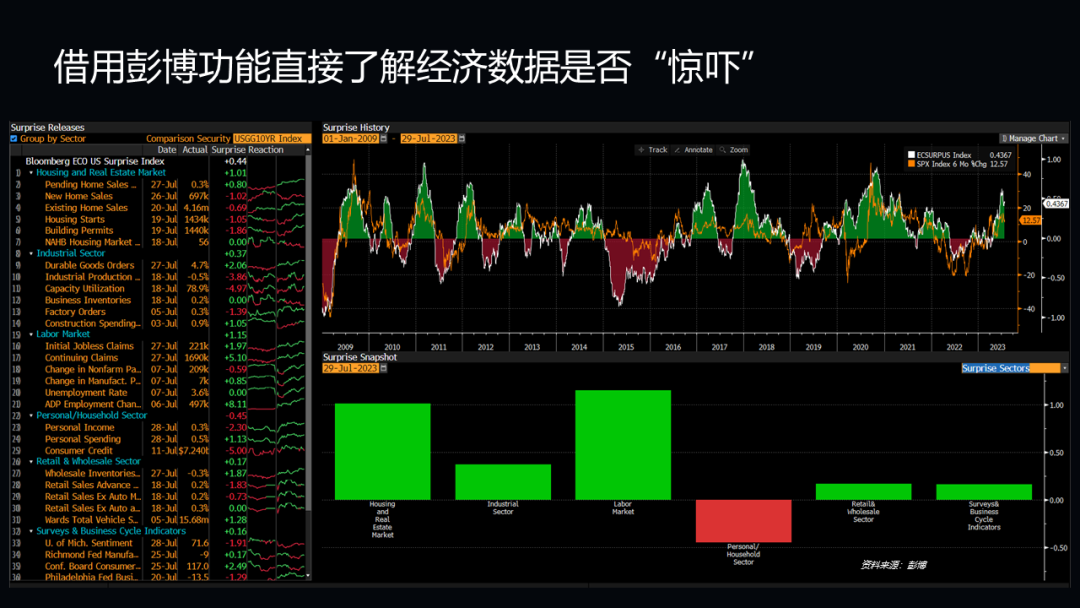 借用彭博功能直接了解经济数据是否“惊吓”
Surprise Releases
Group by Sector Comparison Security USGG10YR Index
Date Actual Surprise Reaction
Bloomberg ECO US Surprise Index +0.44
1) Housing and Real Estate Market +1.01
2) Pending Home Sales .. 27-Jul 0.3% +0.80
3) New Home Sales 26-Jul 697k -1.02
4) Existing Home Sales 20-Jul 4.16m -0.69
5) Housing Starts 19-Jul 1434k -1.05
6) Building Permits 19-Jul 1440k -1.86
7) NAHB Housing Market .. 18-Jul 56 0.00
8) Industrial Sector +0.37
9) Durable Goods Orders 27-Jul 4.7% +2.06
10) Industrial Production .. 18-Jul -0.5% -3.86
11) Capacity Utilization 18-Jul 78.9% -4.97
12) Business Inventories 18-Jul 0.2% 0.00
13) Factory Orders 05-Jul 0.3% -1.39
14) Construction Spending... 03-Jul 0.9% +1.05
15) Labor Market +1.15
16) Initial Jobless Claims 27-Jul 221k +1.97
17) Continuing Claims 27-Jul 1690k +5.10
18) Change in Nonfarm Pa... 07-Jul 209k -0.59
19) Change in Manufact. P... 07-Jul 7k +0.85
20) Unemployment Rate 07-Jul 3.6% 0.00
21) ADP Employment Chan... 06-Jul 497k +8.11
22) Personal/Household Sector -0.45
23) Personal Income 28-Jul 0.3% -2.30
24) Personal Spending 28-Jul 0.5% +1.13
25) Consumer Credit 11-Jul $7.240b -5.00
26) Retail & Wholesale Sector +0.17
27) Wholesale Inventories... 27-Jul -0.3% +1.87
28) Retail Sales Advance .. 18-Jul 0.2% -1.83
29) Retail Sales Ex Auto M... 18-Jul 0.2% -0.73
30) Retail Sales Ex Auto a... 18-Jul 0.3% 0.00
31) Wards Total Vehicle S... 05-Jul 15.68m +1.28
32) Surveys & Business Cycle Indicators +0.16
33) U. of Mich. Sentiment 28-Jul 71.6 -1.91
34) Richmond Fed Manufa... 25-Jul -9 +0.17
35) Conf. Board Consumer... 25-Jul 117.0 +2.49
Philadelphia Fed Busi... 20-Jul -13.5 -1.29
Surprise History
01-Jan-2009 - 29-Jul-2023 Manage Chart
Track Annotate Zoom
ECSURPUS Index 0.4367
SPX Index 6 Mo %Chg 12.57
40 1.00
20
0.4367
12.57
0 0.00
-20 -0.50
-40 -1.00
2009 2010 2011 2012 2013 2014 2015 2016 2017 2018 2019 2020 2021 2022 2023
Surprise Snapshot
29-Jul-2023 Surprise Sectors
1.00
0.50
0.00
-0.50
Housing and Real Estate Market
Industrial Sector
Labor Market
Personal/ Household Sector
Retail& Wholesale Sector
Surveys& Business Cycle Indicators
资料来源：彭博